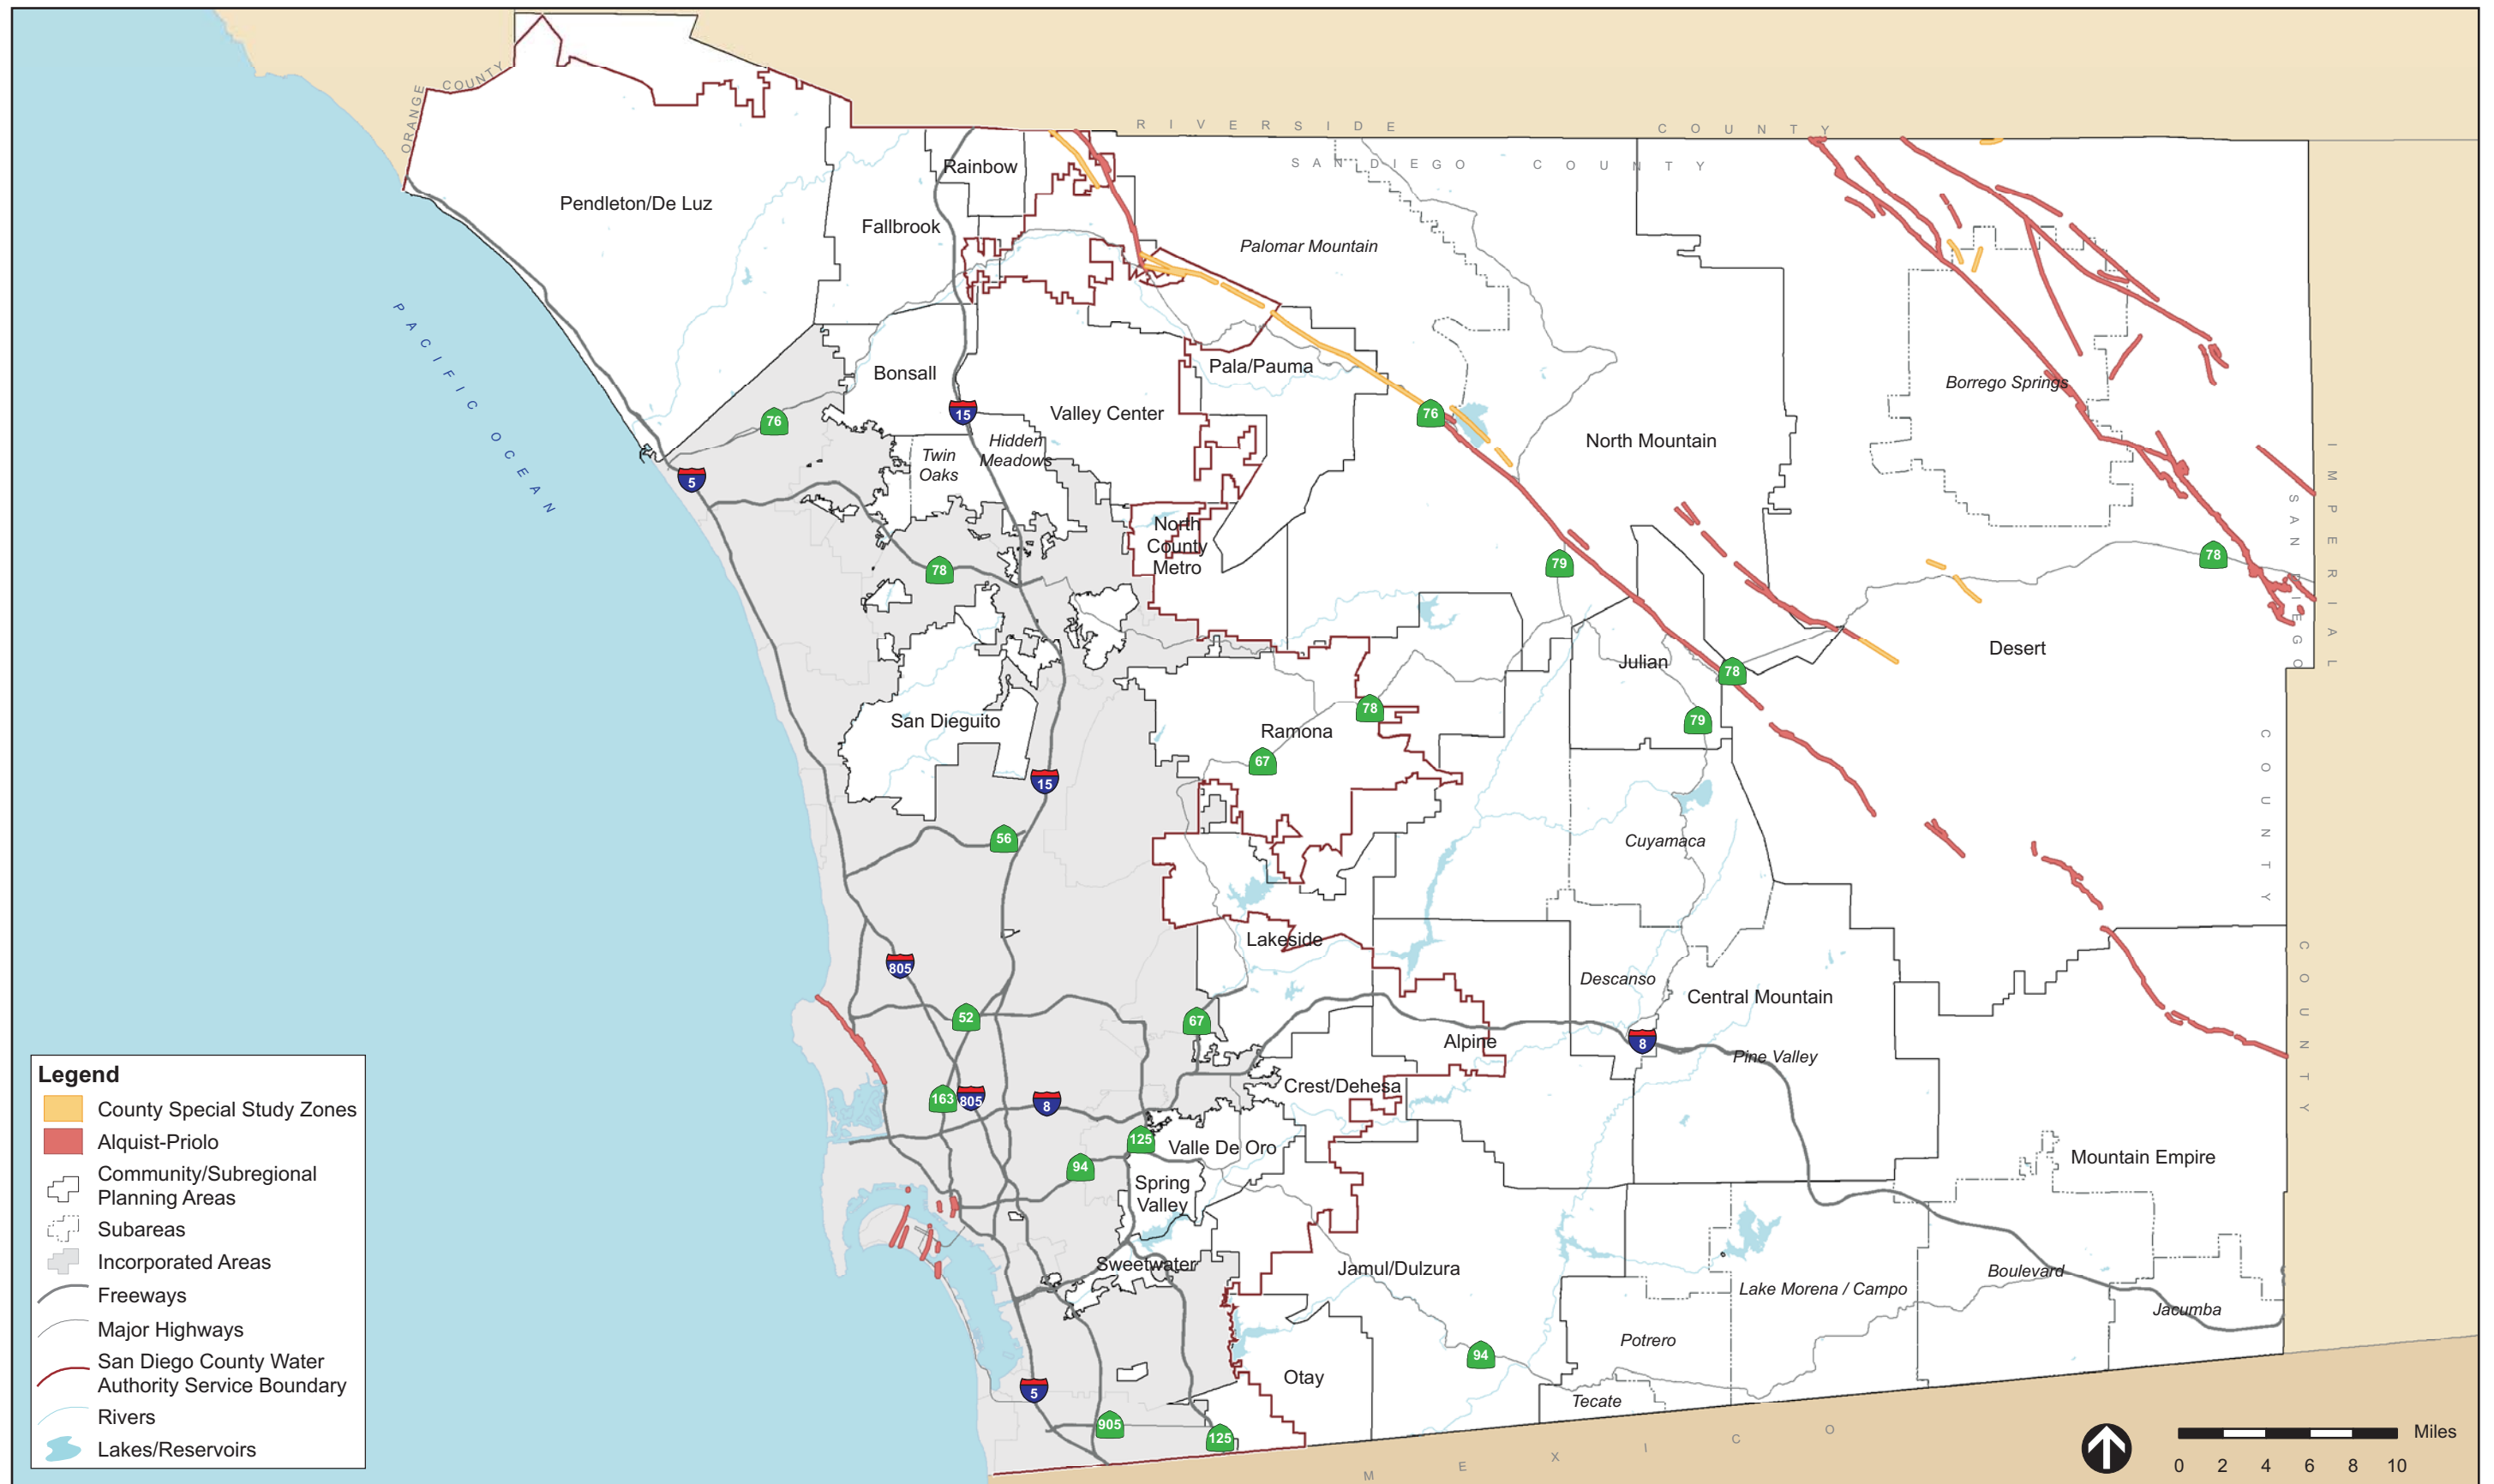 ORANGE COUNTY
RIVERSIDE COUNTY
SAN DIEGO COUNTY
Rainbow
Pendleton/De Luz
Fallbrook
Palomar Mountain
PACIFIC OCEAN
Pala/Pauma
Bonsall
Borrego Springs
76
15
Valley Center
76
North Mountain
Hidden
Meadows
Twin
Oaks
5
North
County
Metro
78
79
78
IMPERIAL COUNTY
SAN DIEGO COUNTY
Desert
Julian
78
78
79
San Dieguito
Ramona
67
15
56
Cuyamaca
Lakeside
805
Descanso
Central Mountain
52
67
Alpine
8
Pine Valley
Crest/Dehesa
163
805
8
125
Valle De Oro
94
Mountain Empire
Spring
Valley
Sweetwater
Jamul/Dulzura
Boulevard
Lake Morena / Campo
Jacumba
Potrero
94
Otay
5
Tecate
905
125
MEXICO
Legend
County Special Study Zones
Alquist-Priolo
Community/Subregional
Planning Areas
Subareas
Incorporated Areas
Freeways
Major Highways
San Diego County Water
Authority Service Boundary
Rivers
Lakes/Reservoirs
Miles
0 2 4 6 8 10